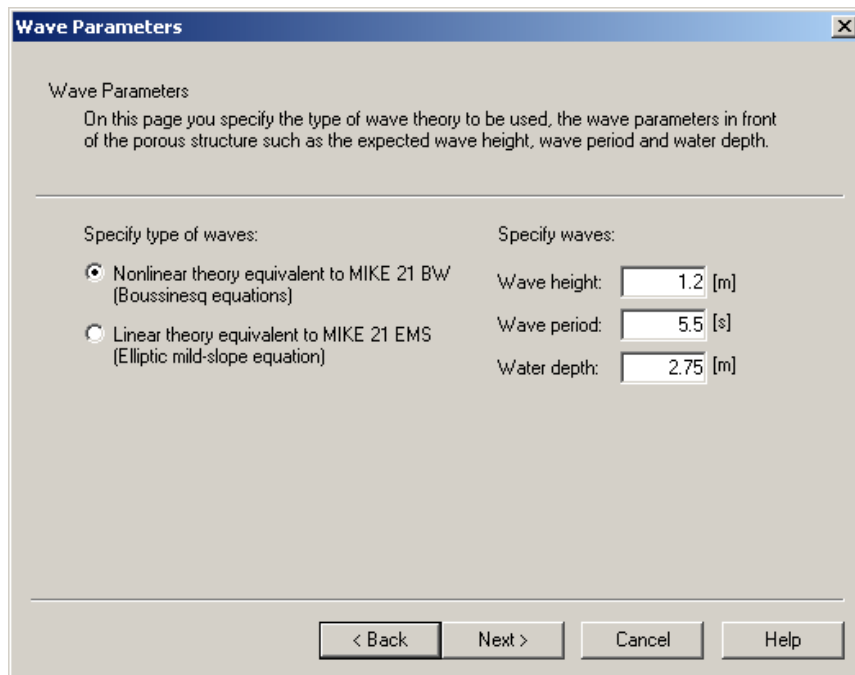 Wave Parameters
Wave Parameters
On this page you specify the type of wave theory to be used, the wave parameters in front
of the porous structure such as the expected wave height, wave period and water depth.
Specify type of waves:
Nonlinear theory equivalent to MIKE 21 BW
(Boussinesq equations)
Linear theory equivalent to MIKE 21 EMS
(Elliptic mild-slope equation)
Specify waves:
Wave height: 1.2 [m]
Wave period: 5.5 [s]
Water depth: 2.75 [m]
< Back Next > Cancel Help